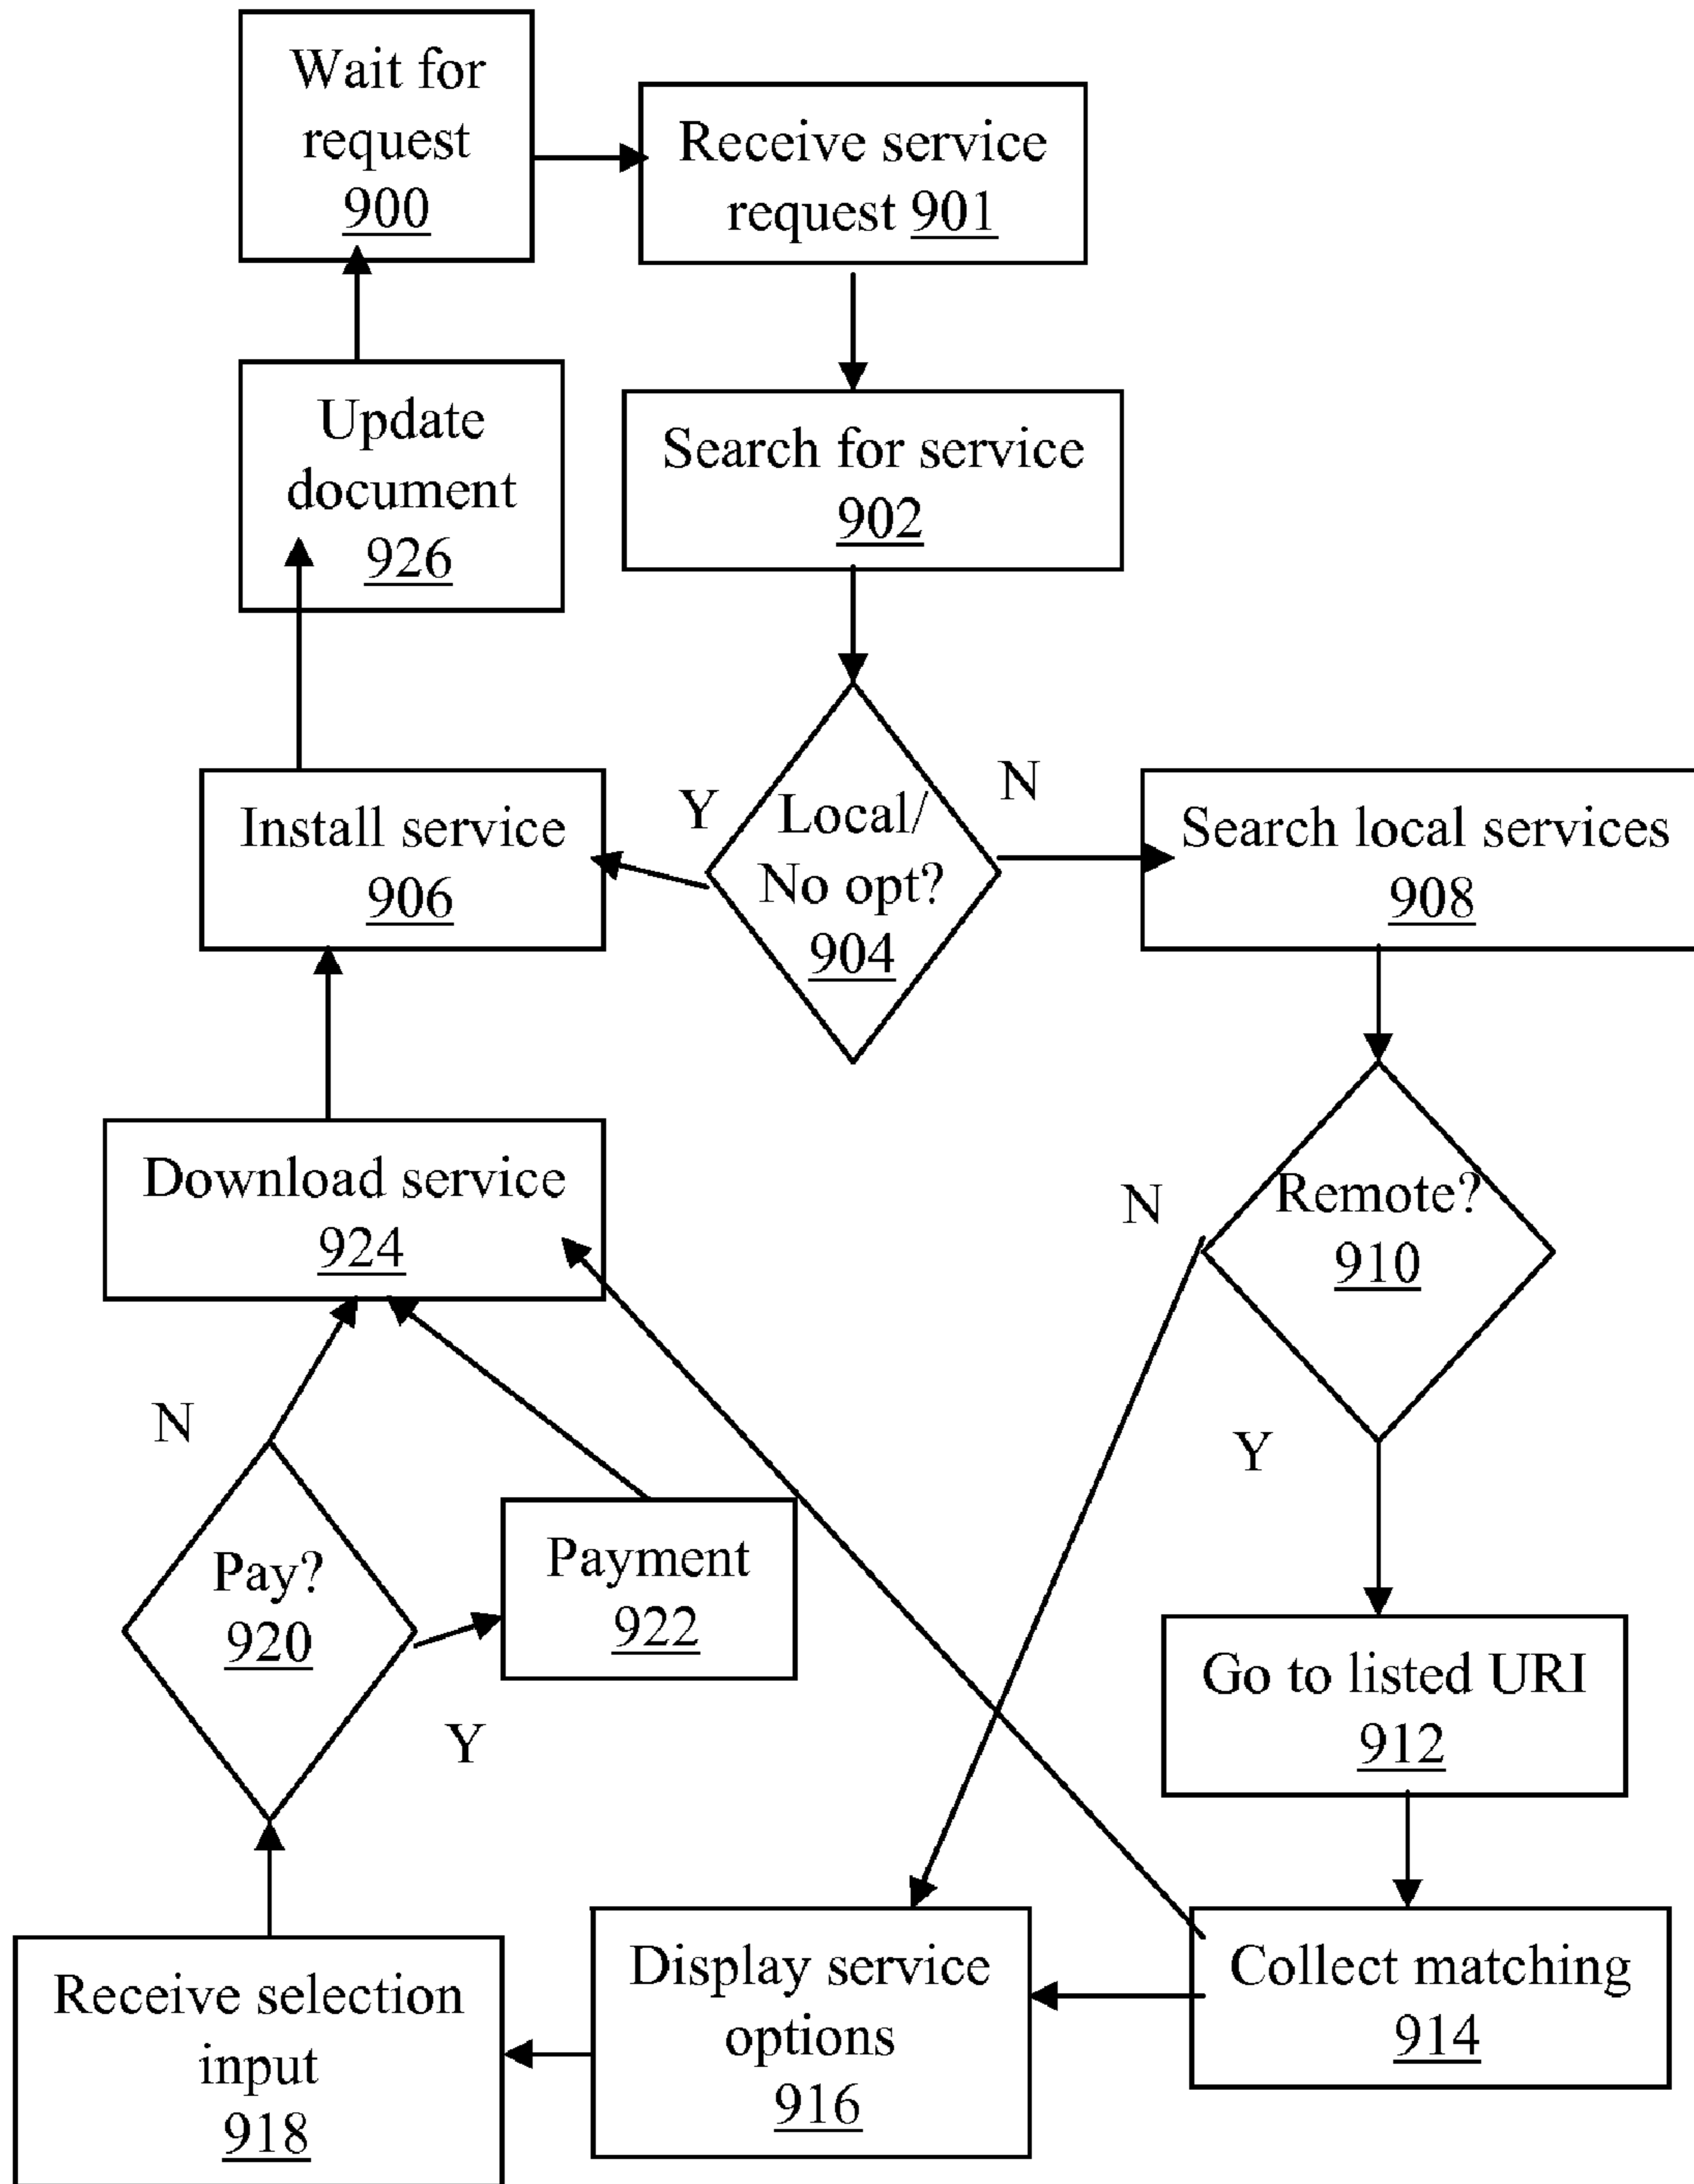 Wait for
request
900
Receive service
request 901
Update
document
926
Search for service
902
Install service
906
Y
Local/
No opt?
904
N
Search local services
908
Download service
924
N
Remote?
910
Y
N
Pay?
920
Y
Payment
922
Go to listed URI
912
Receive selection
input
918
Display service
options
916
Collect matching
914